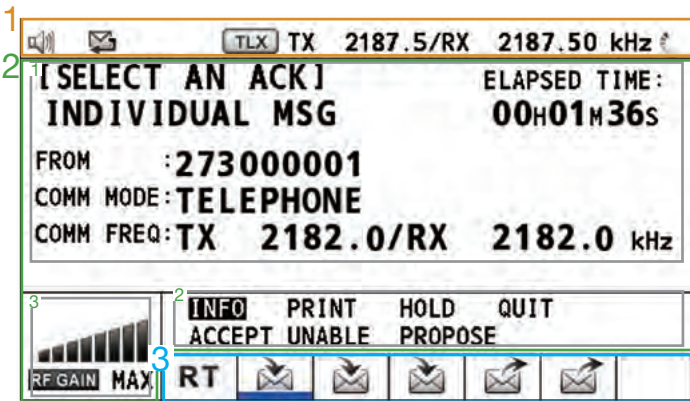 1
TLX TX 2187.5/RX 2187.50 kHz
2
1
[SELECT AN ACK] ELAPSED TIME:
INDIVIDUAL MSG 00H01M36S
FROM :273000001
COMM MODE:TELEPHONE
COMM FREQ:TX 2182.0/RX 2182.0 kHz
3
RF GAIN MAX
2
INFO PRINT HOLD QUIT
ACCEPT UNABLE PROPOSE
3
RT